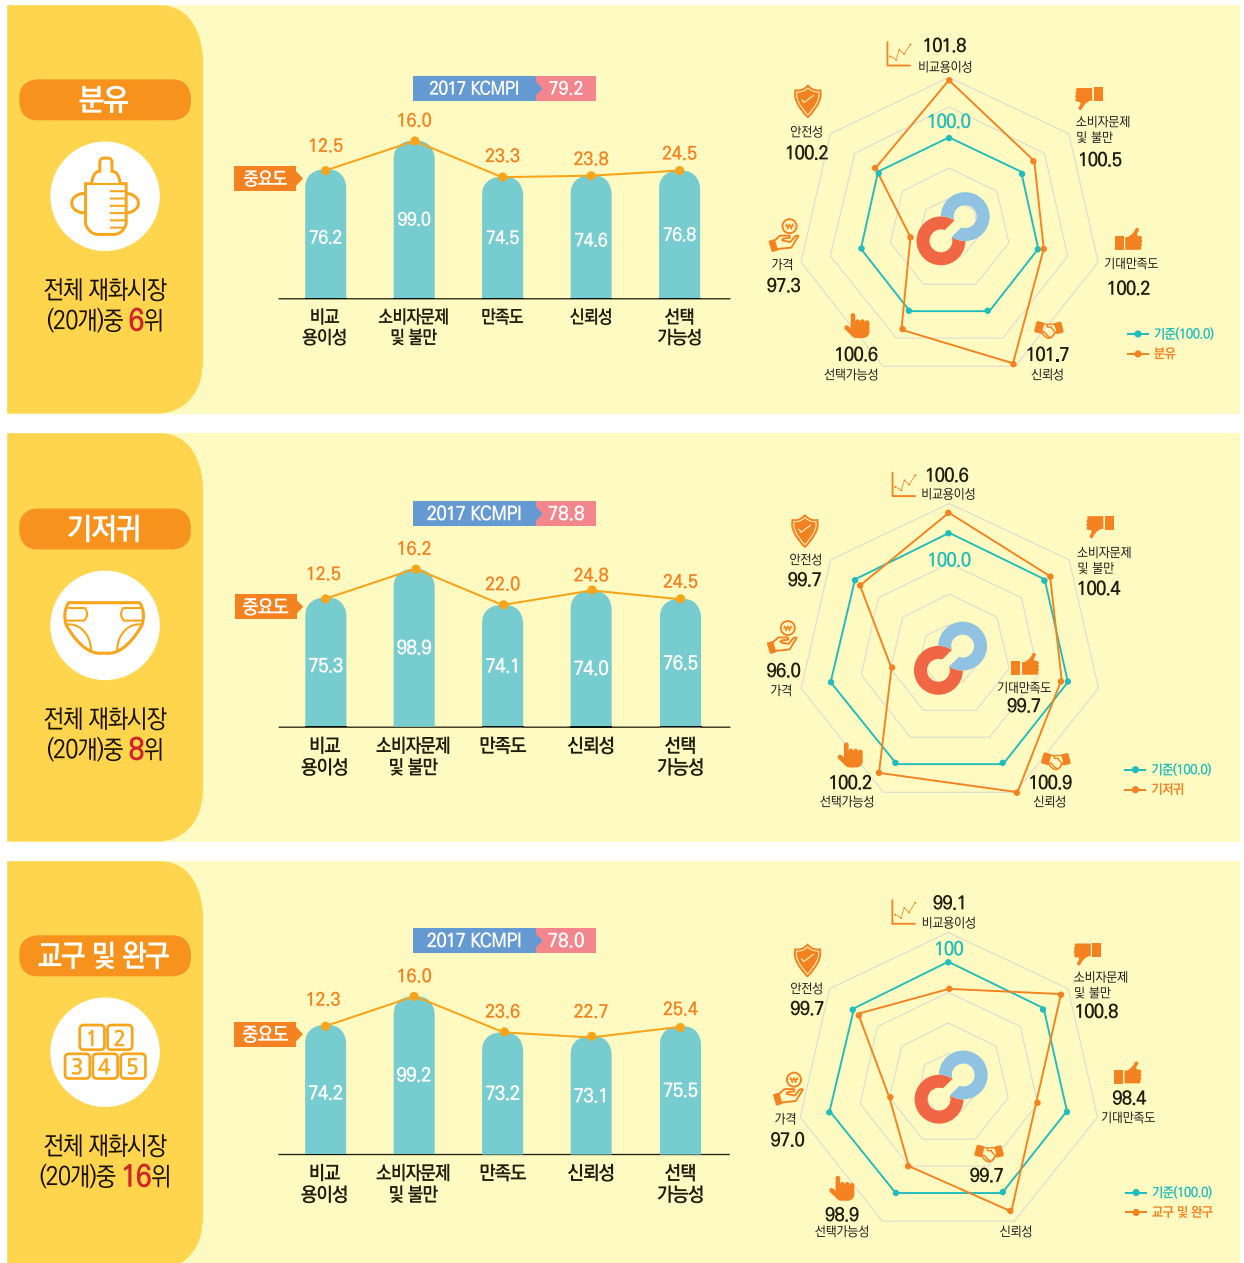 분유
전체 재화시장
(20개)중 6위
2017 KCMPI 79.2
중요도
12.5
16.0
23.3
23.8
24.5
76.2
99.0
74.5
74.6
76.8
비교
용이성
소비자문제
및 불만
만족도
신뢰성
선택
가능성
101.8
비교용이성
100.0
소비자문제
및 불만
100.5
기대만족도
100.2
101.7
신뢰성
100.6
선택가능성
가격
97.3
안전성
100.2
기준(100.0)
분유
기저귀
전체 재화시장
(20개)중 8위
2017 KCMPI 78.8
중요도
12.5
16.2
22.0
24.8
24.5
75.3
98.9
74.1
74.0
76.5
비교
용이성
소비자문제
및 불만
만족도
신뢰성
선택
가능성
100.6
비교용이성
100.0
소비자문제
및 불만
100.4
기대만족도
99.7
100.9
신뢰성
100.2
선택가능성
96.0
가격
안전성
99.7
기준(100.0)
기저귀
교구 및 완구
1 2
3 4 5
전체 재화시장
(20개)중 16위
2017 KCMPI 78.0
중요도
12.3
16.0
23.6
22.7
25.4
74.2
99.2
73.2
73.1
75.5
비교
용이성
소비자문제
및 불만
만족도
신뢰성
선택
가능성
99.1
비교용이성
100
소비자문제
및 불만
100.8
98.4
기대만족도
99.7
신뢰성
98.9
선택가능성
가격
97.0
안전성
99.7
기준(100.0)
교구 및 완구